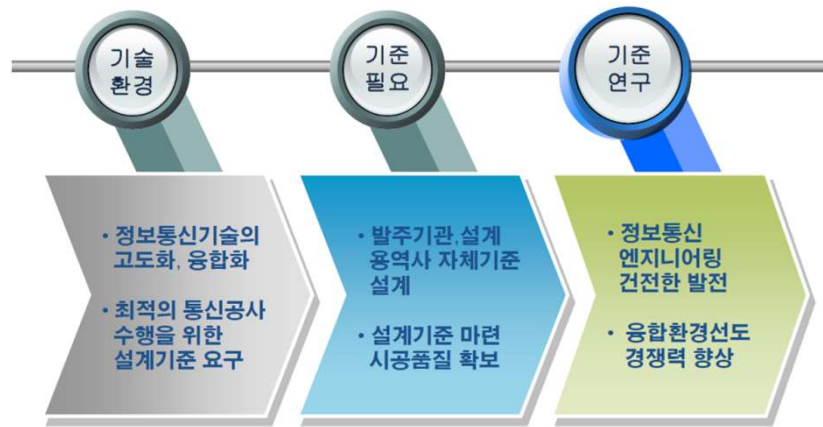 기술
환경
기준
필요
기준
연구
• 정보통신기술의
고도화, 융합화
• 최적의 통신공사
수행을 위한
설계기준 요구
• 발주기관,설계
용역사 자체기준
설계
• 설계기준 마련
시공품질 확보
• 정보통신
엔지니어링
건전한 발전
• 융합환경선도
경쟁력 향상